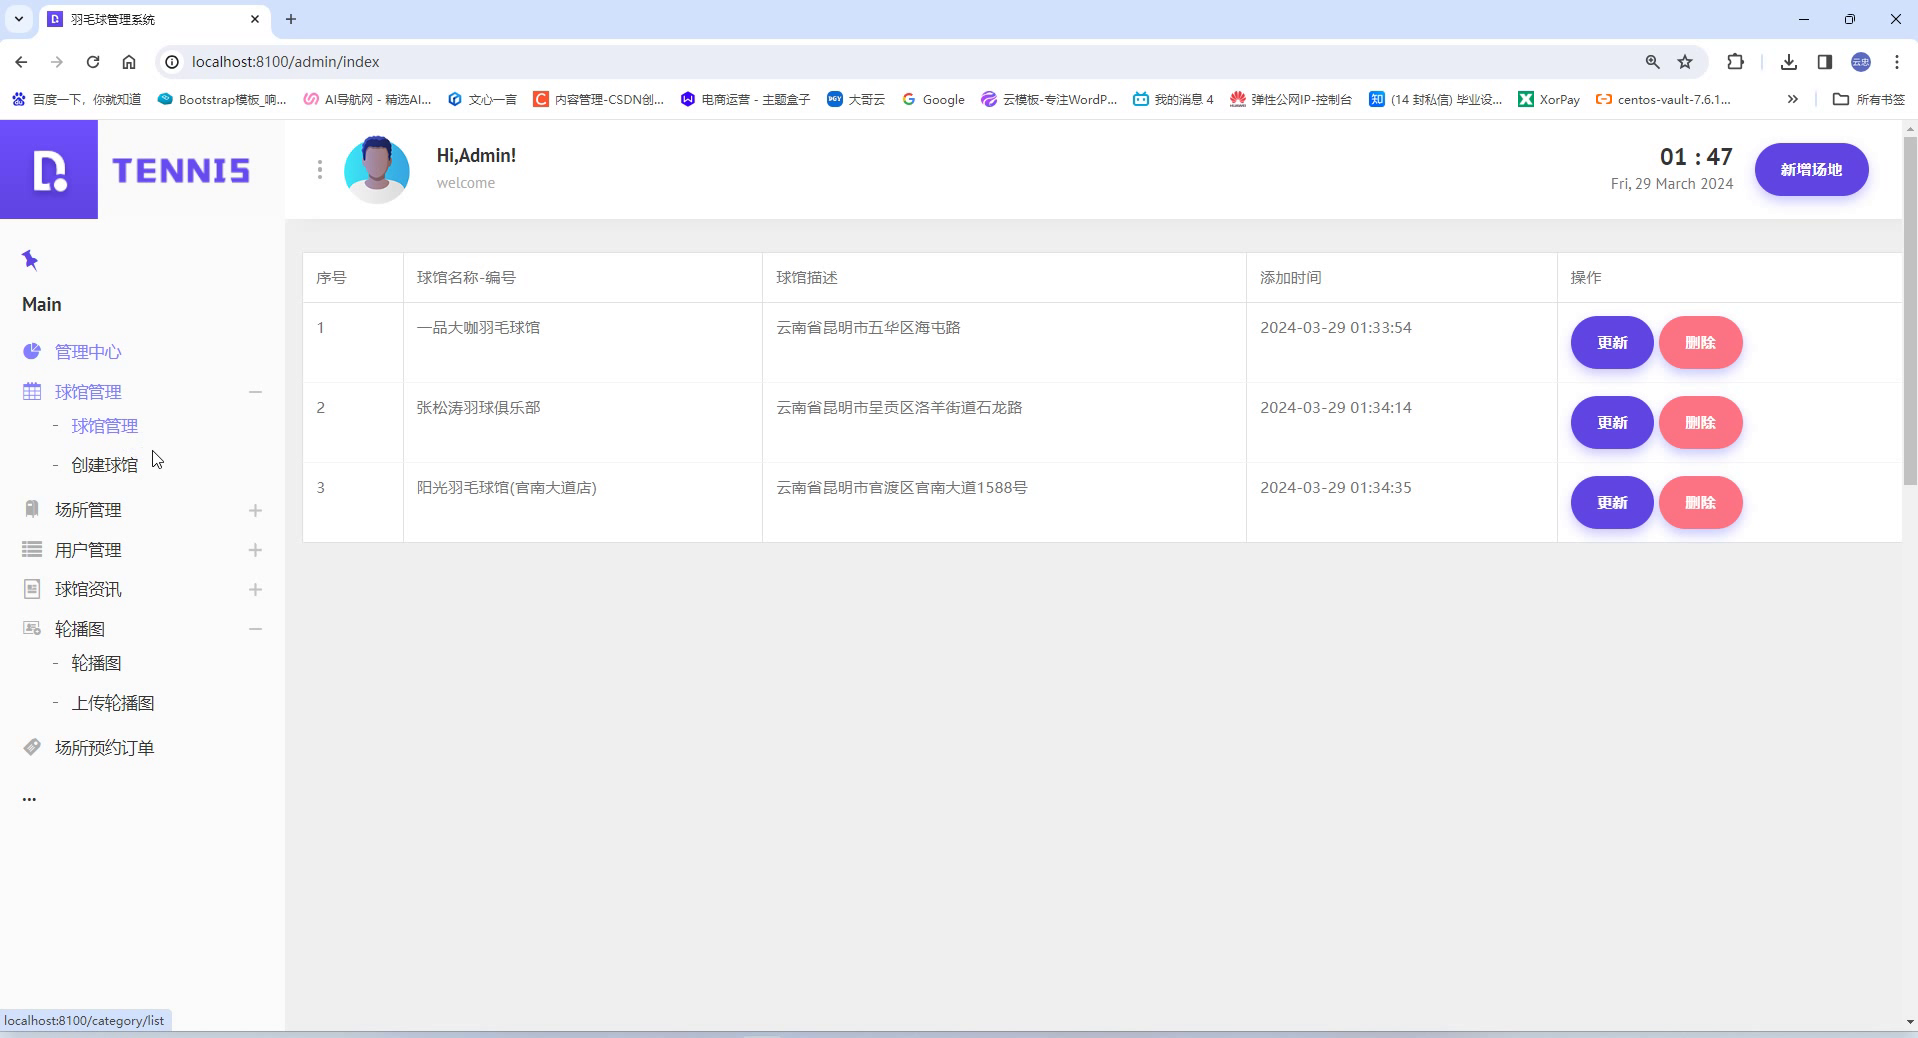 羽毛球管理系统
localhost:8100/admin/index
云忠
百度一下，你就知道
Bootstrap模板_响...
AI导航网 - 精选AI...
文心一言
内容管理-CSDN创...
电商运营 - 主题盒子
大哥云
Google
云模板-专注WordP...
我的消息 4
弹性公网IP-控制台
(14 封私信) 毕业设...
XorPay
centos-vault-7.6.1...
所有书签
TENNIS
Hi,Admin!
welcome
01 : 47
Fri, 29 March 2024
新增场地
Main
管理中心
球馆管理
- 球馆管理
- 创建球馆
场所管理
用户管理
球馆资讯
轮播图
- 轮播图
- 上传轮播图
场所预约订单
...
序号 球馆名称-编号 球馆描述 添加时间 操作
1 一品大咖羽毛球馆 云南省昆明市五华区海屯路 2024-03-29 01:33:54 更新 删除
2 张松涛羽球俱乐部 云南省昆明市呈贡区洛羊街道石龙路 2024-03-29 01:34:14 更新 删除
3 阳光羽毛球馆(官南大道店) 云南省昆明市官渡区官南大道1588号 2024-03-29 01:34:35 更新 删除
localhost:8100/category/list